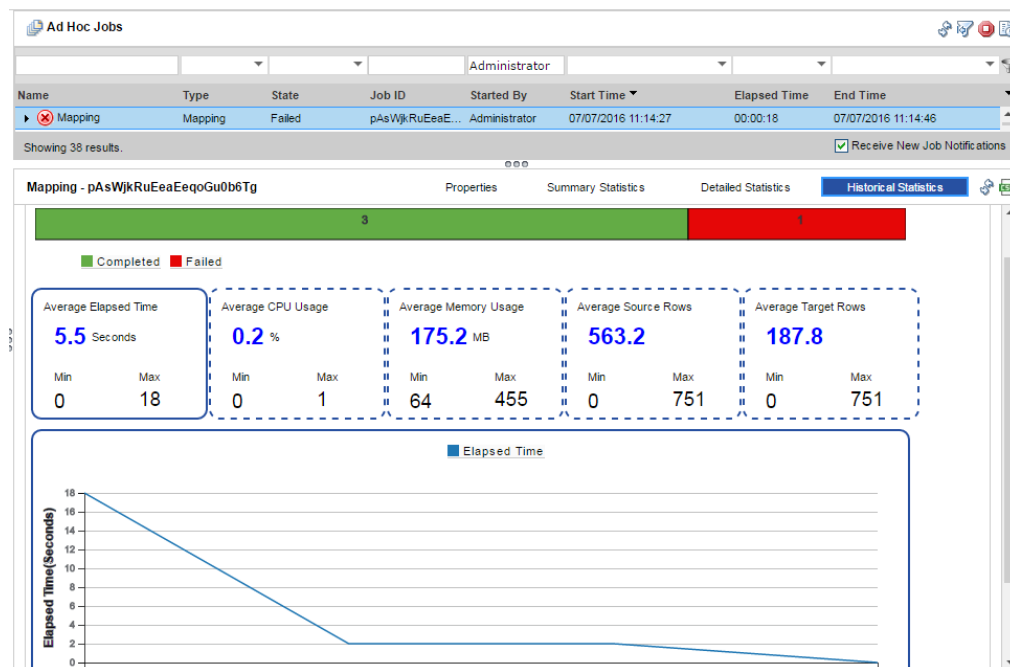 Ad Hoc Jobs
Administrator
Name Type State Job ID Started By Start Time Elapsed Time End Time
Mapping Mapping Failed pAsWjkRuEeaE... Administrator 07/07/2016 11:14:27 00:00:18 07/07/2016 11:14:46
Showing 38 results. Receive New Job Notifications
Mapping - pAsWjkRuEeaEeqoGu0b6Tg Properties Summary Statistics Detailed Statistics Historical Statistics
3 1
Completed Failed
Average Elapsed Time Average CPU Usage Average Memory Usage Average Source Rows Average Target Rows
5.5 Seconds 0.2 % 175.2 MB 563.2 187.8
Min Max Min Max Min Max Min Max Min Max
0 18 0 1 64 455 0 751 0 751
Elapsed Time
Elapsed Time(Seconds)
18
16
14
12
10
8
6
4
2
0